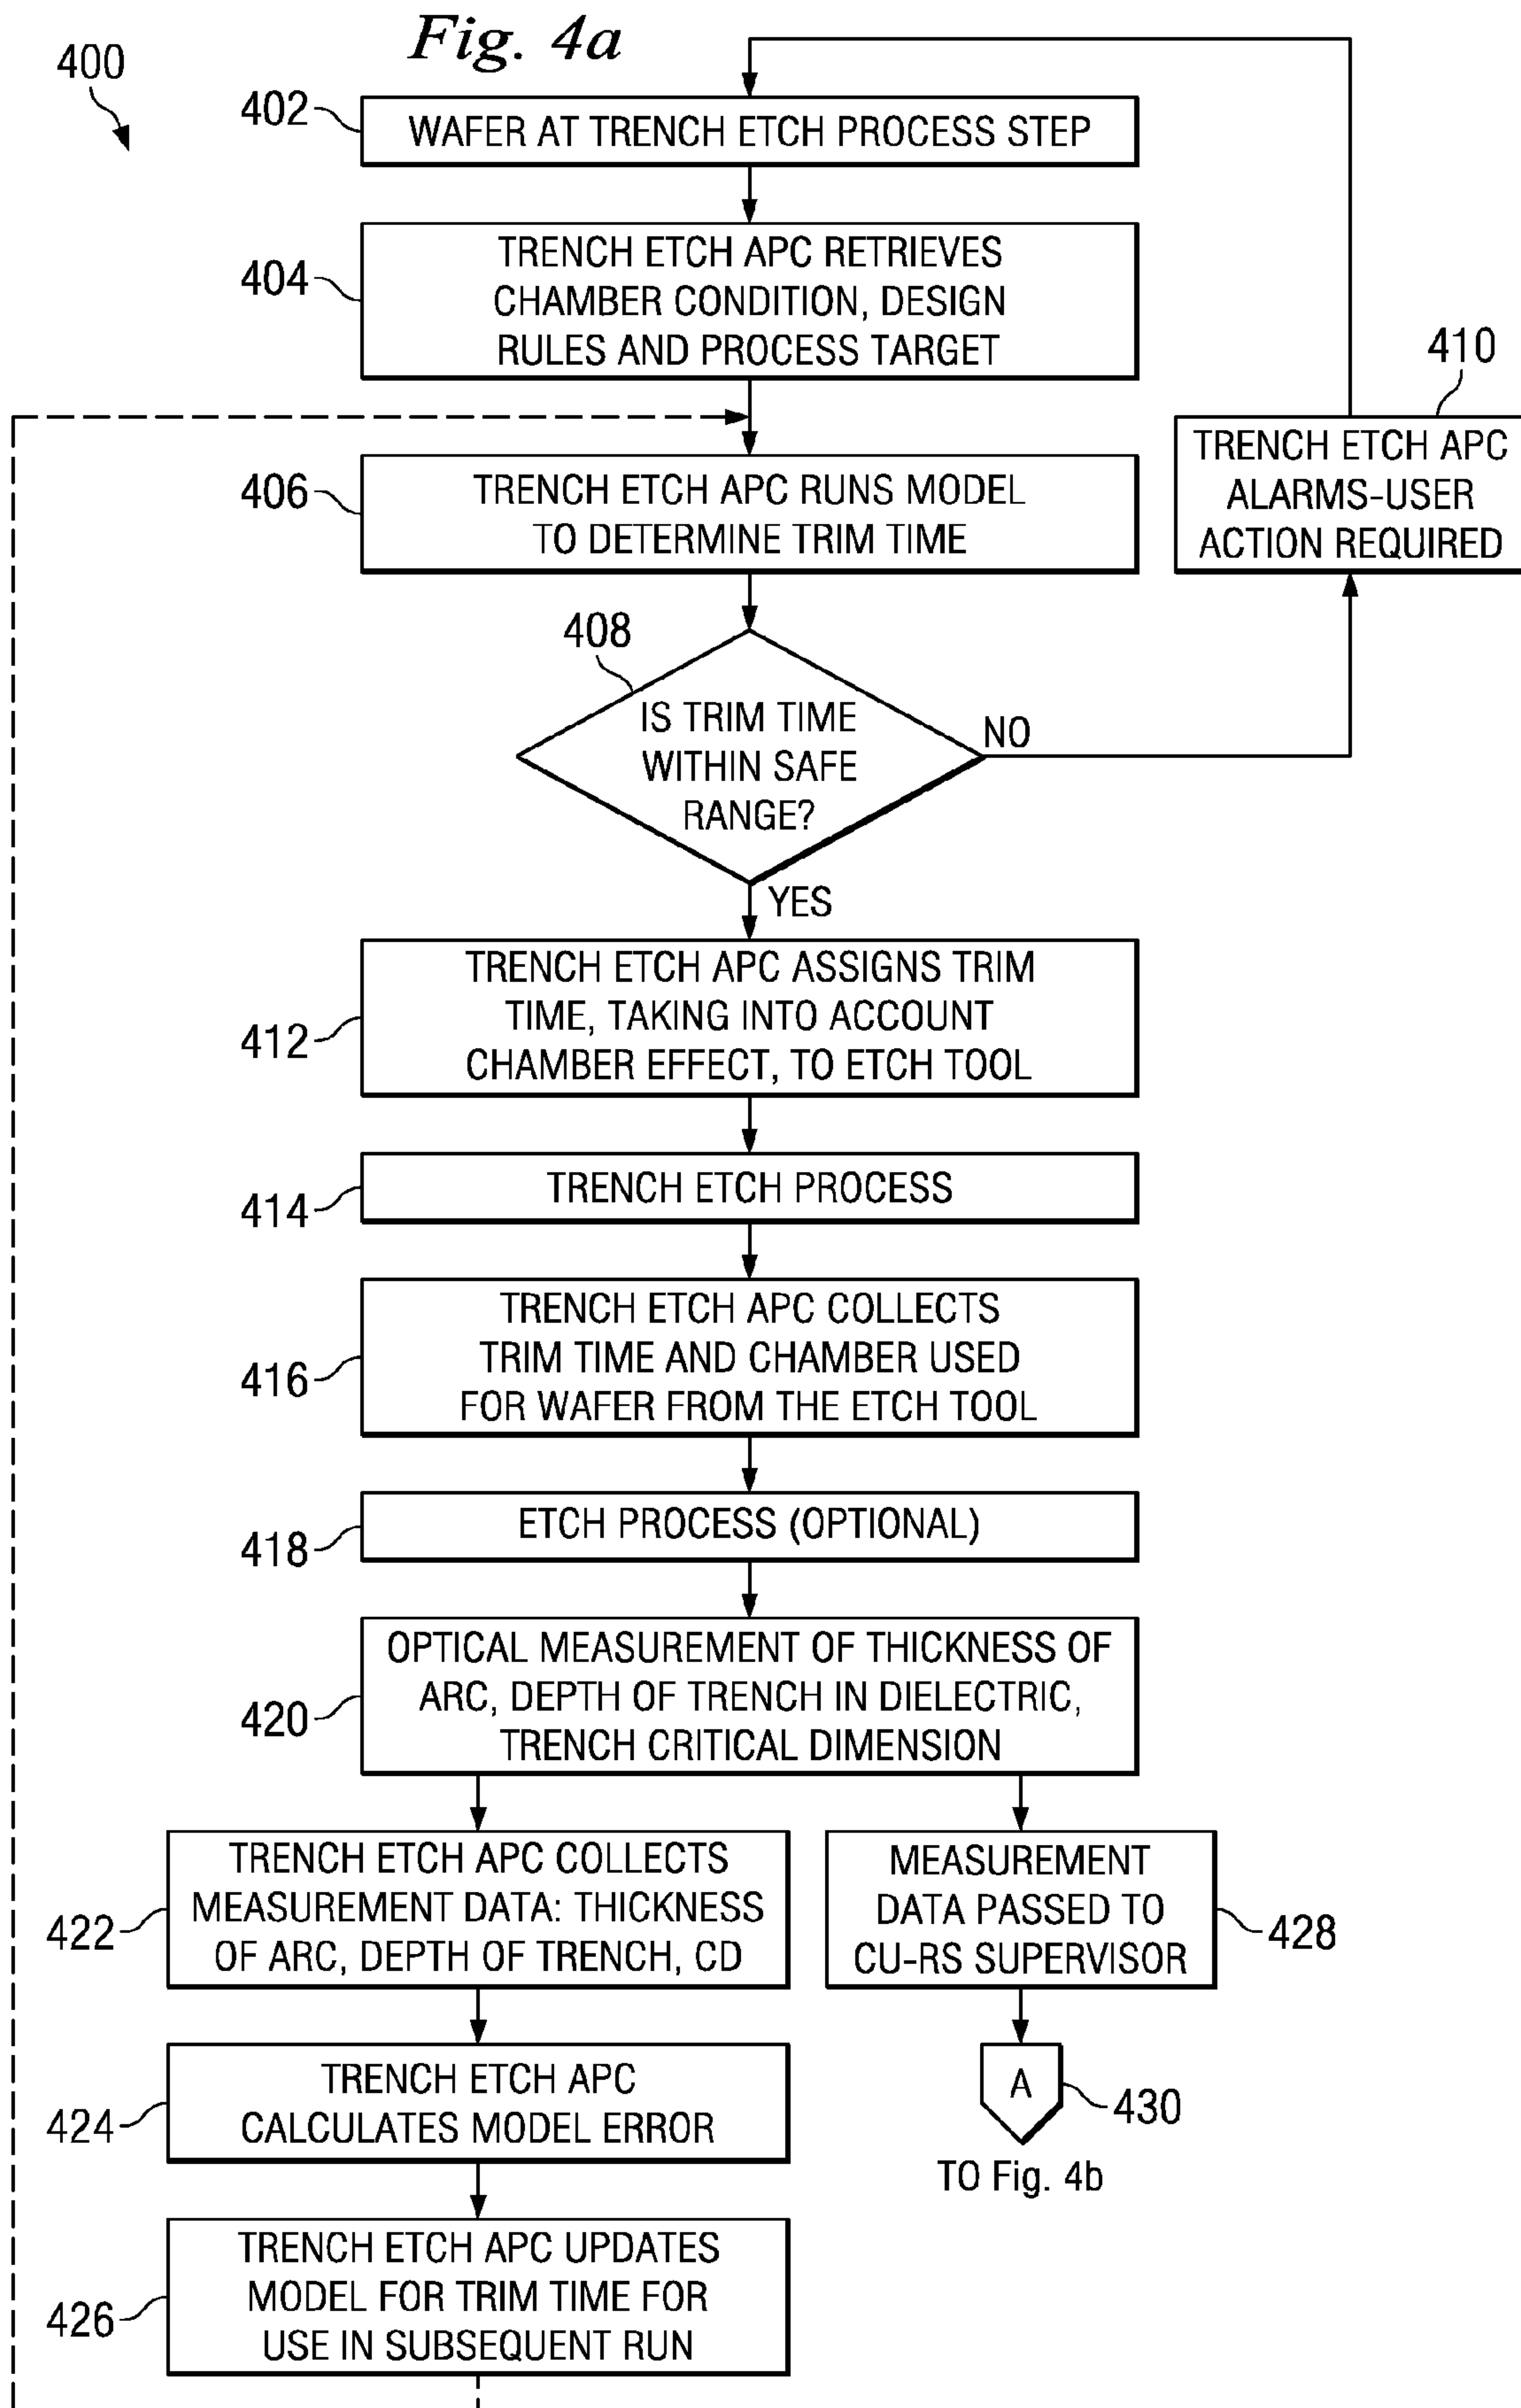 Fig. 4a
400
402
WAFER AT TRENCH ETCH PROCESS STEP
404
TRENCH ETCH APC RETRIEVES
CHAMBER CONDITION, DESIGN
RULES AND PROCESS TARGET
410
TRENCH ETCH APC
ALARMS-USER
ACTION REQUIRED
406
TRENCH ETCH APC RUNS MODEL
TO DETERMINE TRIM TIME
408
IS TRIM TIME
WITHIN SAFE
RANGE?
NO
YES
412
TRENCH ETCH APC ASSIGNS TRIM
TIME, TAKING INTO ACCOUNT
CHAMBER EFFECT, TO ETCH TOOL
414
TRENCH ETCH PROCESS
416
TRENCH ETCH APC COLLECTS
TRIM TIME AND CHAMBER USED
FOR WAFER FROM THE ETCH TOOL
418
ETCH PROCESS (OPTIONAL)
420
OPTICAL MEASUREMENT OF THICKNESS OF
ARC, DEPTH OF TRENCH IN DIELECTRIC,
TRENCH CRITICAL DIMENSION
422
TRENCH ETCH APC COLLECTS
MEASUREMENT DATA: THICKNESS
OF ARC, DEPTH OF TRENCH, CD
MEASUREMENT
DATA PASSED TO
CU-RS SUPERVISOR
428
424
TRENCH ETCH APC
CALCULATES MODEL ERROR
A
430
TO Fig. 4b
426
TRENCH ETCH APC UPDATES
MODEL FOR TRIM TIME FOR
USE IN SUBSEQUENT RUN